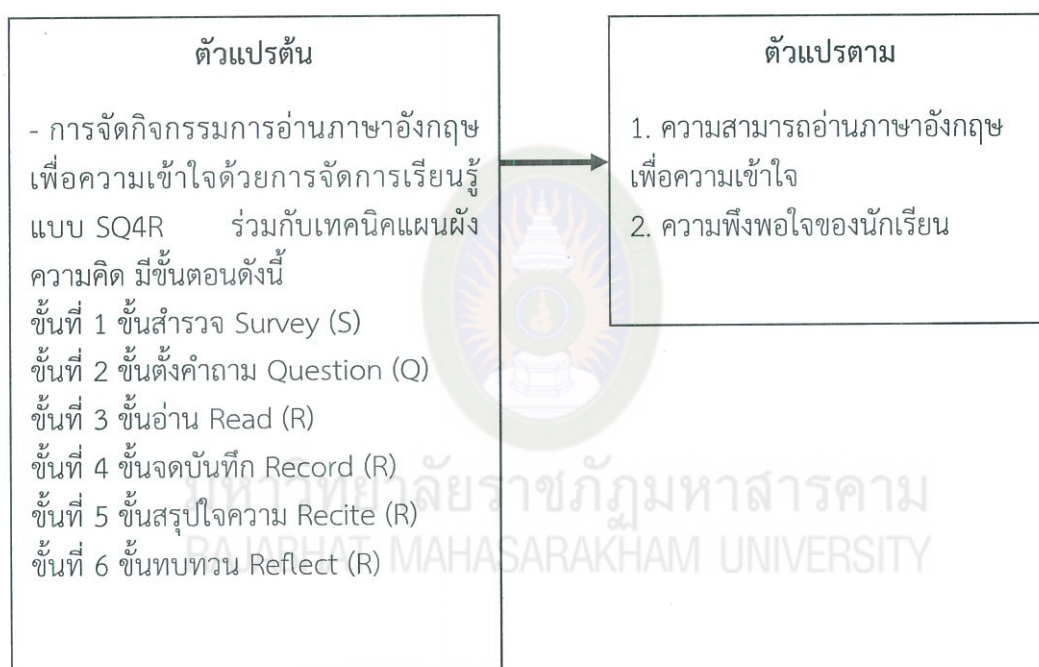 ตัวแปรต้น
- การจัดกิจกรรมการอ่านภาษาอังกฤษ
เพื่อความเข้าใจด้วยการจัดการเรียนรู้
แบบ SQ4R ร่วมกับเทคนิคแผนผัง
ความคิด มีขั้นตอนดังนี้
ขั้นที่ 1 ขั้นสำรวจ Survey (S)
ขั้นที่ 2 ขั้นตั้งคำถาม Question (Q)
ขั้นที่ 3 ขั้นอ่าน Read (R)
ขั้นที่ 4 ขั้นจดบันทึก Record (R)
ขั้นที่ 5 ขั้นสรุปใจความ Recite (R)
ขั้นที่ 6 ขั้นทบทวน Reflect (R)
ตัวแปรตาม
1. ความสามารถอ่านภาษาอังกฤษ
เพื่อความเข้าใจ
2. ความพึงพอใจของนักเรียน
มหาวิทยาลัยราชภัฏมหาสารคาม
RAJABHAT MAHASARAKHAM UNIVERSITY